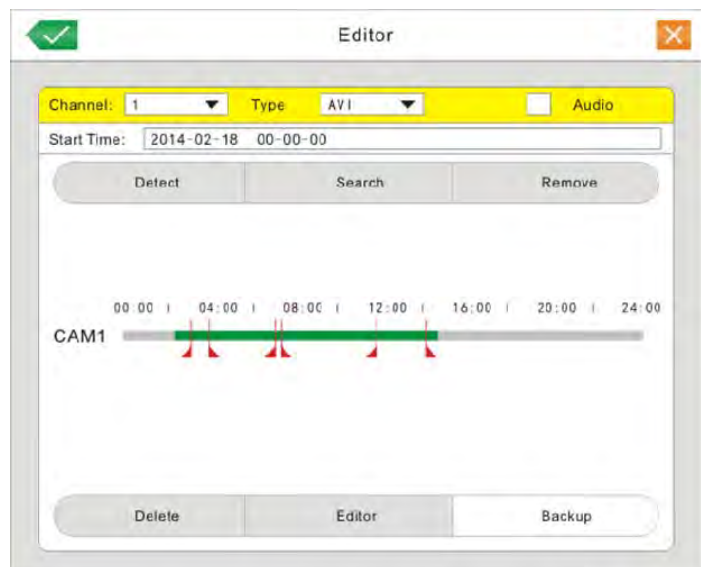 Editor
Channel: 1 Type AVI Audio
Start Time: 2014-02-18 00-00-00
Detect Search Remove
00:00 04:00 08:00 12:00 16:00 20:00 24:00
CAM1
Delete Editor Backup